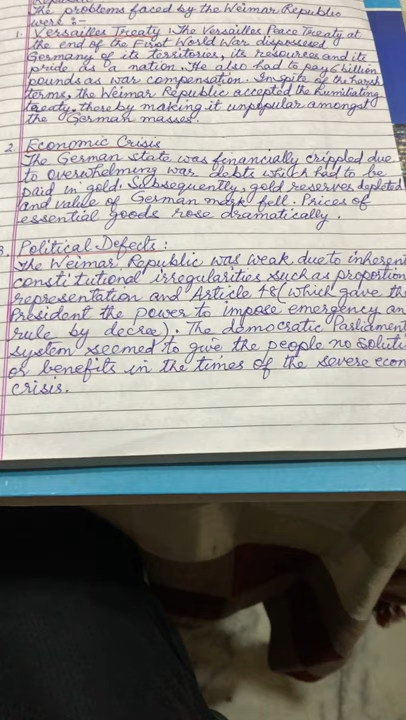 The problems faced by the Weimar Republic
were :-
1. Versailles Treaty : The Versailles Peace Treaty at
the end of the First World War dispossessed
Germany of its territories, its resources and its
pride as a nation. He also had to pay 6 billion
pounds as war compensation. Inspite of the harsh
terms, the Weimar Republic accepted the humiliating
treaty, thereby making it unpopular amongst
the German masses.
2. Economic Crisis
The German state was financially crippled due
to overwhelming war debts which had to be
paid in gold. Subsequently, gold reserves depleted
and value of German mark fell. Prices of
essential goods rose dramatically.
3. Political Defects :
The Weimar Republic was weak due to inherent
constitutional irregularities such as proportion
representation and Article 48 (which gave the
President the power to impose emergency an
rule by decree). The democratic Parliament
system seemed to give the people no soluti
or benefits in the times of the severe econ
crisis.